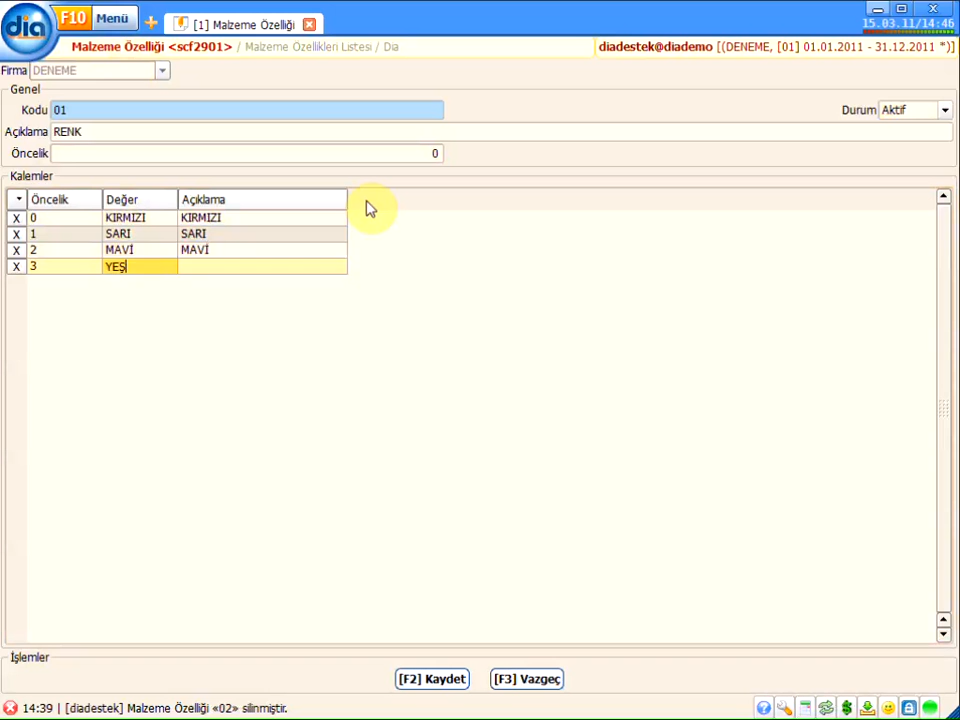 dia F10 Menü [1] Malzeme Özelliği 15.03.11/14:46
Malzeme Özelliği <scf2901> / Malzeme Özellikleri Listesi / Dia diadestek@diademo [(DENEME, [01] 01.01.2011 - 31.12.2011 *)]
Firma DENEME
Genel
Kodu 01 Durum Aktif
Açıklama RENK
Öncelik 0
Kalemler
Öncelik Değer Açıklama
X 0 KIRMIZI KIRMIZI
X 1 SARI SARI
X 2 MAVİ MAVİ
X 3 YEŞ
İşlemler
[F2] Kaydet [F3] Vazgeç
14:39 | [diadestek] Malzeme Özelliği «02» silinmiştir.